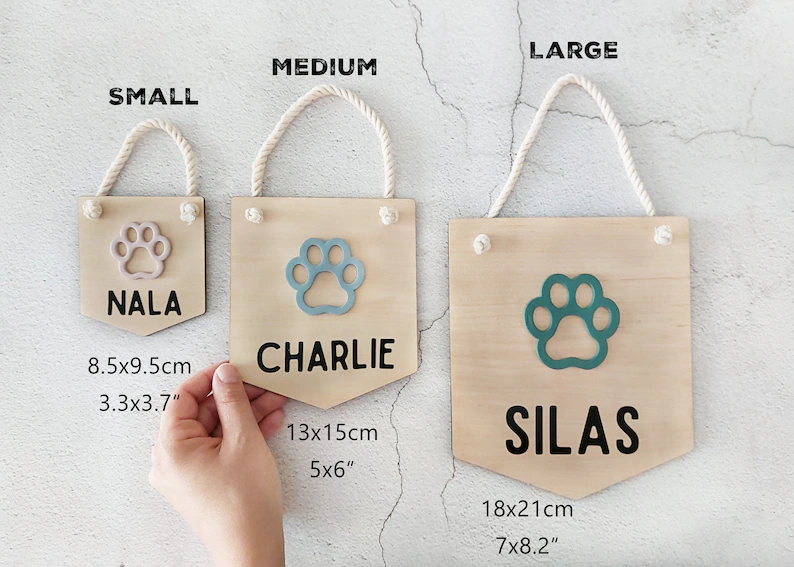 SMALL
MEDIUM
LARGE
NALA
CHARLIE
SILAS
8.5x9.5cm
3.3x3.7“
13x15cm
5x6“
18x21cm
7x8.2“